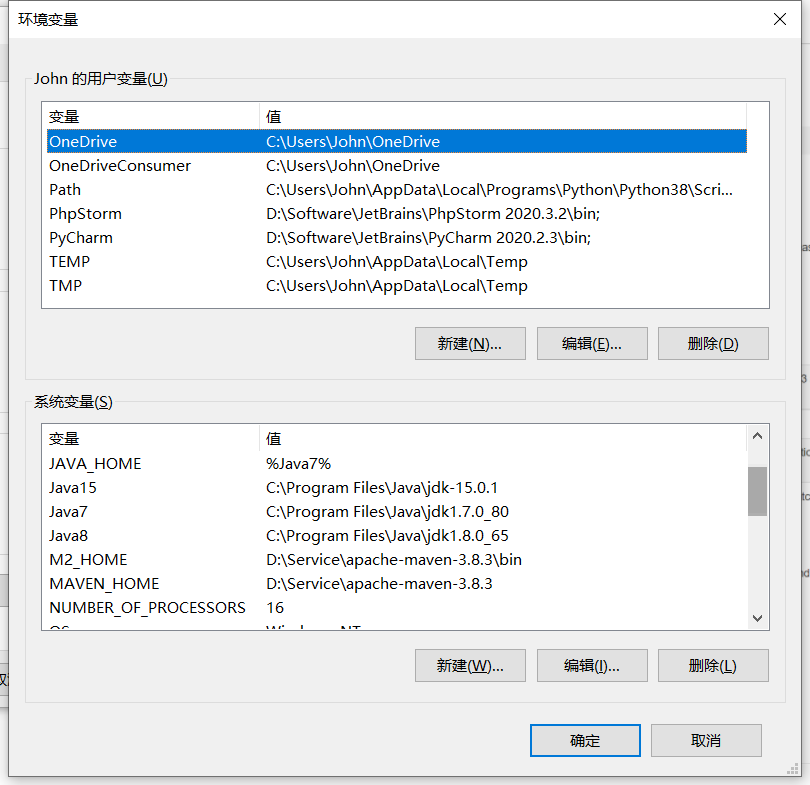 环境变量
John 的用户变量(U)
变量 值
OneDrive C:\Users\John\OneDrive
OneDriveConsumer C:\Users\John\OneDrive
Path C:\Users\John\AppData\Local\Programs\Python\Python38\Scri...
PhpStorm D:\Software\JetBrains\PhpStorm 2020.3.2\bin;
PyCharm D:\Software\JetBrains\PyCharm 2020.2.3\bin;
TEMP C:\Users\John\AppData\Local\Temp
TMP C:\Users\John\AppData\Local\Temp
新建(N)... 编辑(E)... 删除(D)
系统变量(S)
变量 值
JAVA_HOME %Java7%
Java15 C:\Program Files\Java\jdk-15.0.1
Java7 C:\Program Files\Java\jdk1.7.0_80
Java8 C:\Program Files\Java\jdk1.8.0_65
M2_HOME D:\Service\apache-maven-3.8.3\bin
MAVEN_HOME D:\Service\apache-maven-3.8.3
NUMBER_OF_PROCESSORS 16
OS Windows_NT
新建(W)... 编辑(I)... 删除(L)
确定 取消